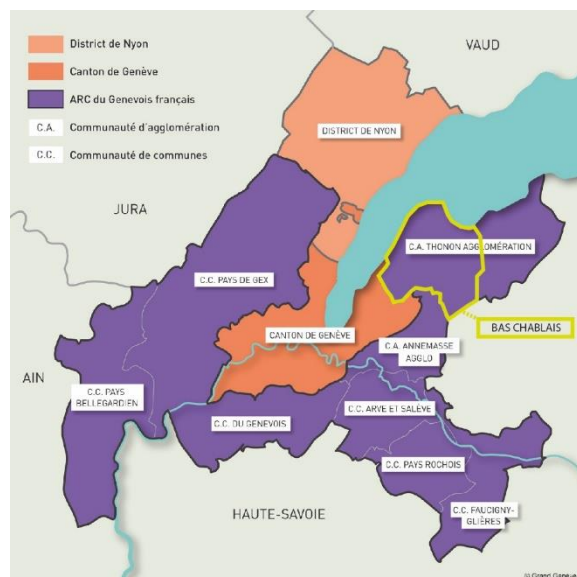 VAUD
District de Nyon
Canton de Genève
ARC du Genevois français
C.A. Communauté d'agglomération
C.C. Communauté de communes
DISTRICT DE NYON
JURA
C.A. THONON AGGLOMÉRATION
C.C. PAYS DE GEX
BAS CHABLAIS
CANTON DE GENÈVE
C.A. ANNEMASSE
AGGLO
AIN
C.C. PAYS
BELLEGARDIEN
C.C. ARVE ET SALÈVE
C.C. DU GENEVOIS
C.C. PAYS ROCHOIS
HAUTE-SAVOIE
C.C. FAUCIGNY-
GLIÈRES
© Grand Genève